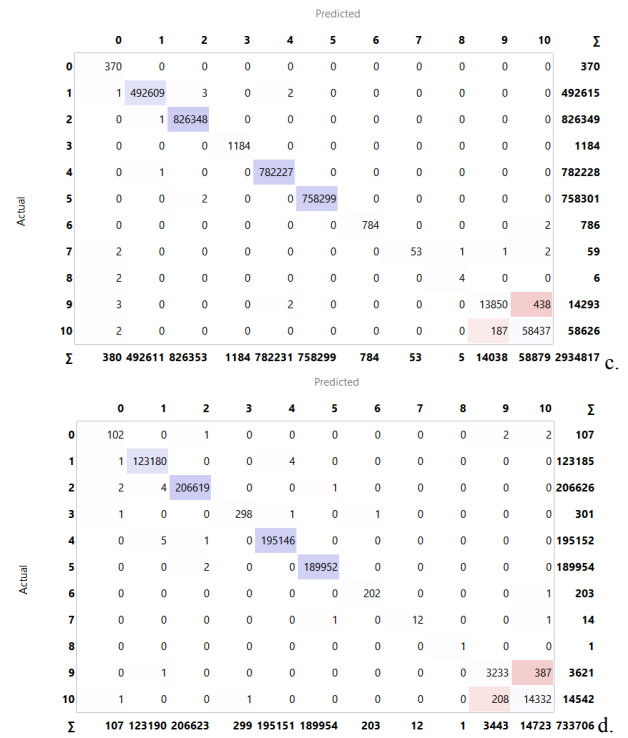 Predicted
0 1 2 3 4 5 6 7 8 9 10 Σ
0 370 0 0 0 0 0 0 0 0 0 0 370
1 1 492609 3 0 2 0 0 0 0 0 0 492615
2 0 1 826348 0 0 0 0 0 0 0 0 826349
3 0 0 0 1184 0 0 0 0 0 0 0 1184
4 0 1 0 0 782227 0 0 0 0 0 0 782228
Actual
5 0 0 2 0 0 758299 0 0 0 0 0 758301
6 0 0 0 0 0 0 784 0 0 0 2 786
7 2 0 0 0 0 0 0 53 1 1 2 59
8 2 0 0 0 0 0 0 0 4 0 0 6
9 3 0 0 0 2 0 0 0 0 13850 438 14293
10 2 0 0 0 0 0 0 0 0 187 58437 58626
Σ 380 492611 826353 1184 782231 758299 784 53 5 14038 58879 2934817
c.
Predicted
0 1 2 3 4 5 6 7 8 9 10 Σ
0 102 0 1 0 0 0 0 0 0 2 2 107
1 1 123180 0 0 4 0 0 0 0 0 0 123185
2 2 4 206619 0 0 1 0 0 0 0 0 206626
3 1 0 0 298 1 0 1 0 0 0 0 301
4 0 5 1 0 195146 0 0 0 0 0 0 195152
Actual
5 0 0 2 0 0 189952 0 0 0 0 0 189954
6 0 0 0 0 0 0 202 0 0 0 1 203
7 0 0 0 0 0 1 0 12 0 0 1 14
8 0 0 0 0 0 0 0 0 1 0 0 1
9 0 1 0 0 0 0 0 0 0 3233 387 3621
10 1 0 0 1 0 0 0 0 0 208 14332 14542
Σ 107 123190 206623 299 195151 189954 203 12 1 3443 14723 733706
d.